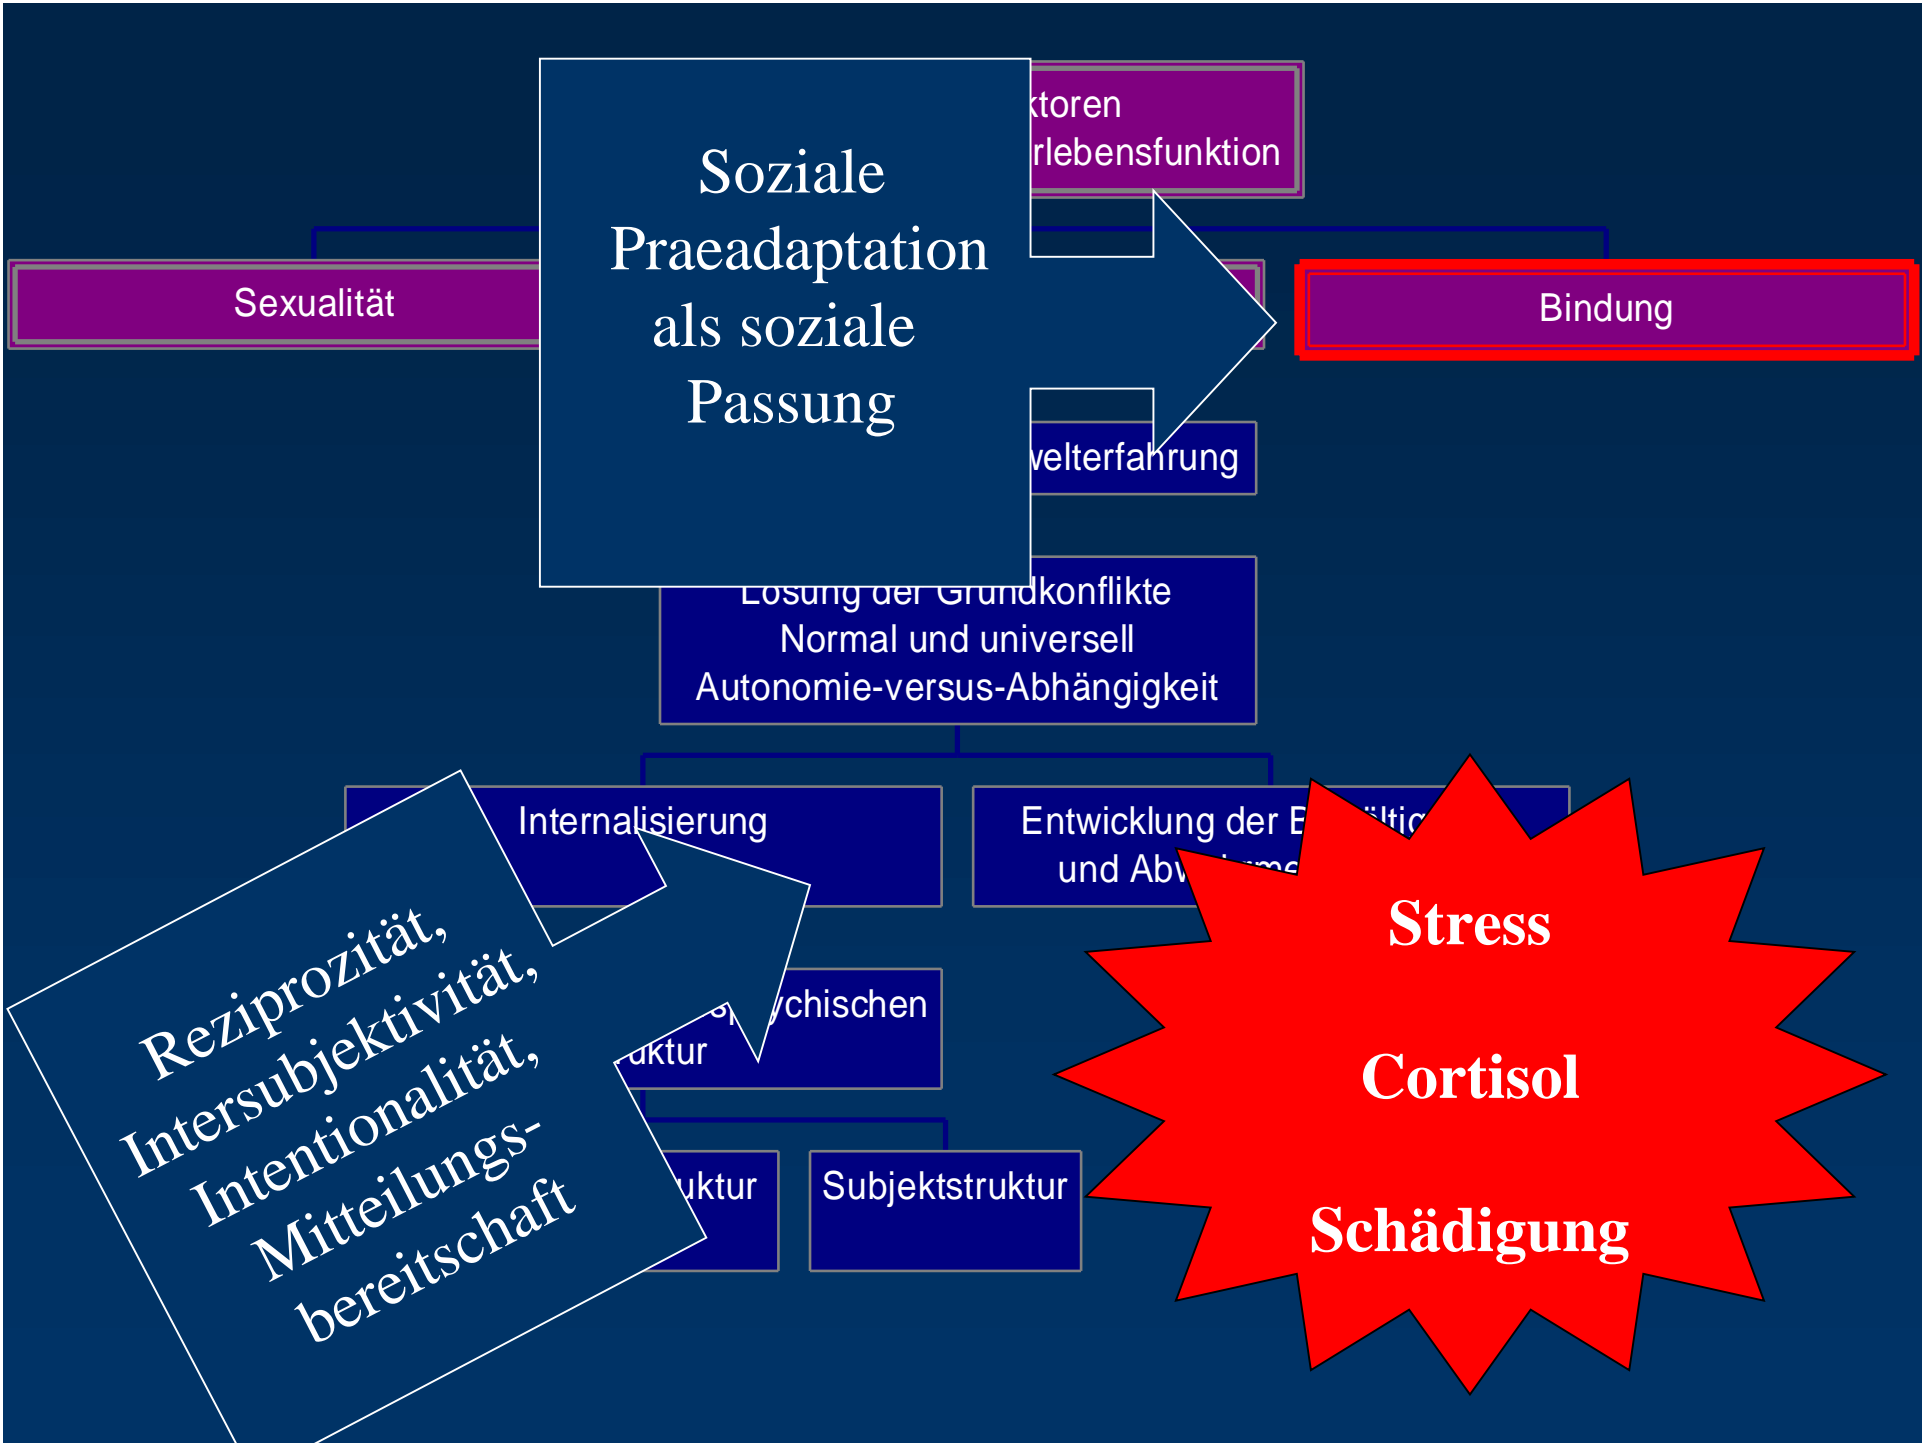 Soziale
Praeadaptation
als soziale
Passung
ktoren
rlebensfunktion
Sexualität
Bindung
welterfahrung
Lösung der Grundkonflikte
Normal und universell
Autonomie-versus-Abhängigkeit
Internalisierung
Entwicklung der
und
Reziprozität,
Intersubjektivität,
Intentionalität,
Mitteilungs-
bereitschaft
ychischen
uktur
uktur
Subjektstruktur
Stress
Cortisol
Schädigung